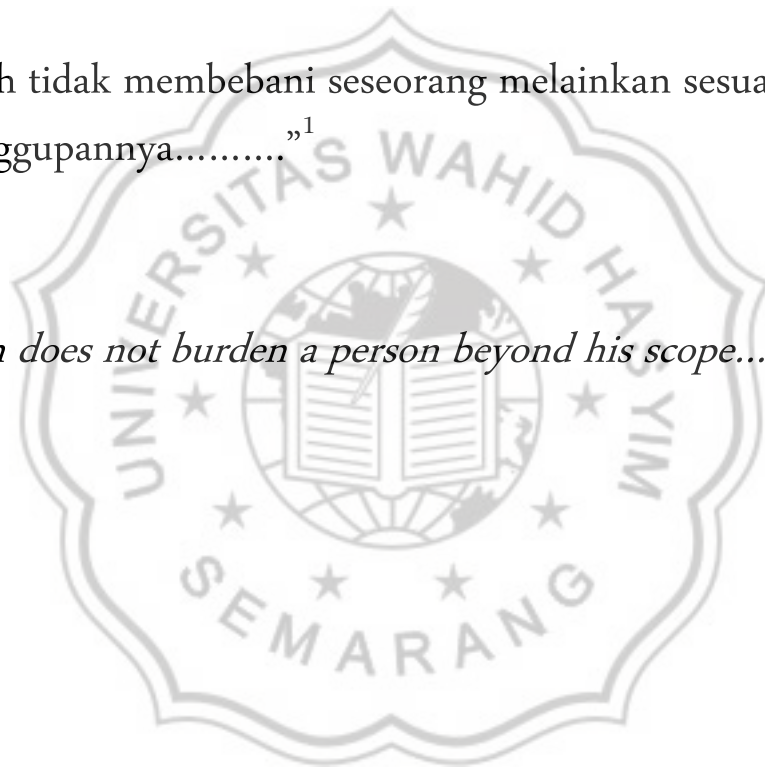 h tidak membebani seseorang melainkan sesua
ggupannya..........”¹
n does not burden a person beyond his scope...
UNIVERSITAS WAHID HASYIM
SEMARANG